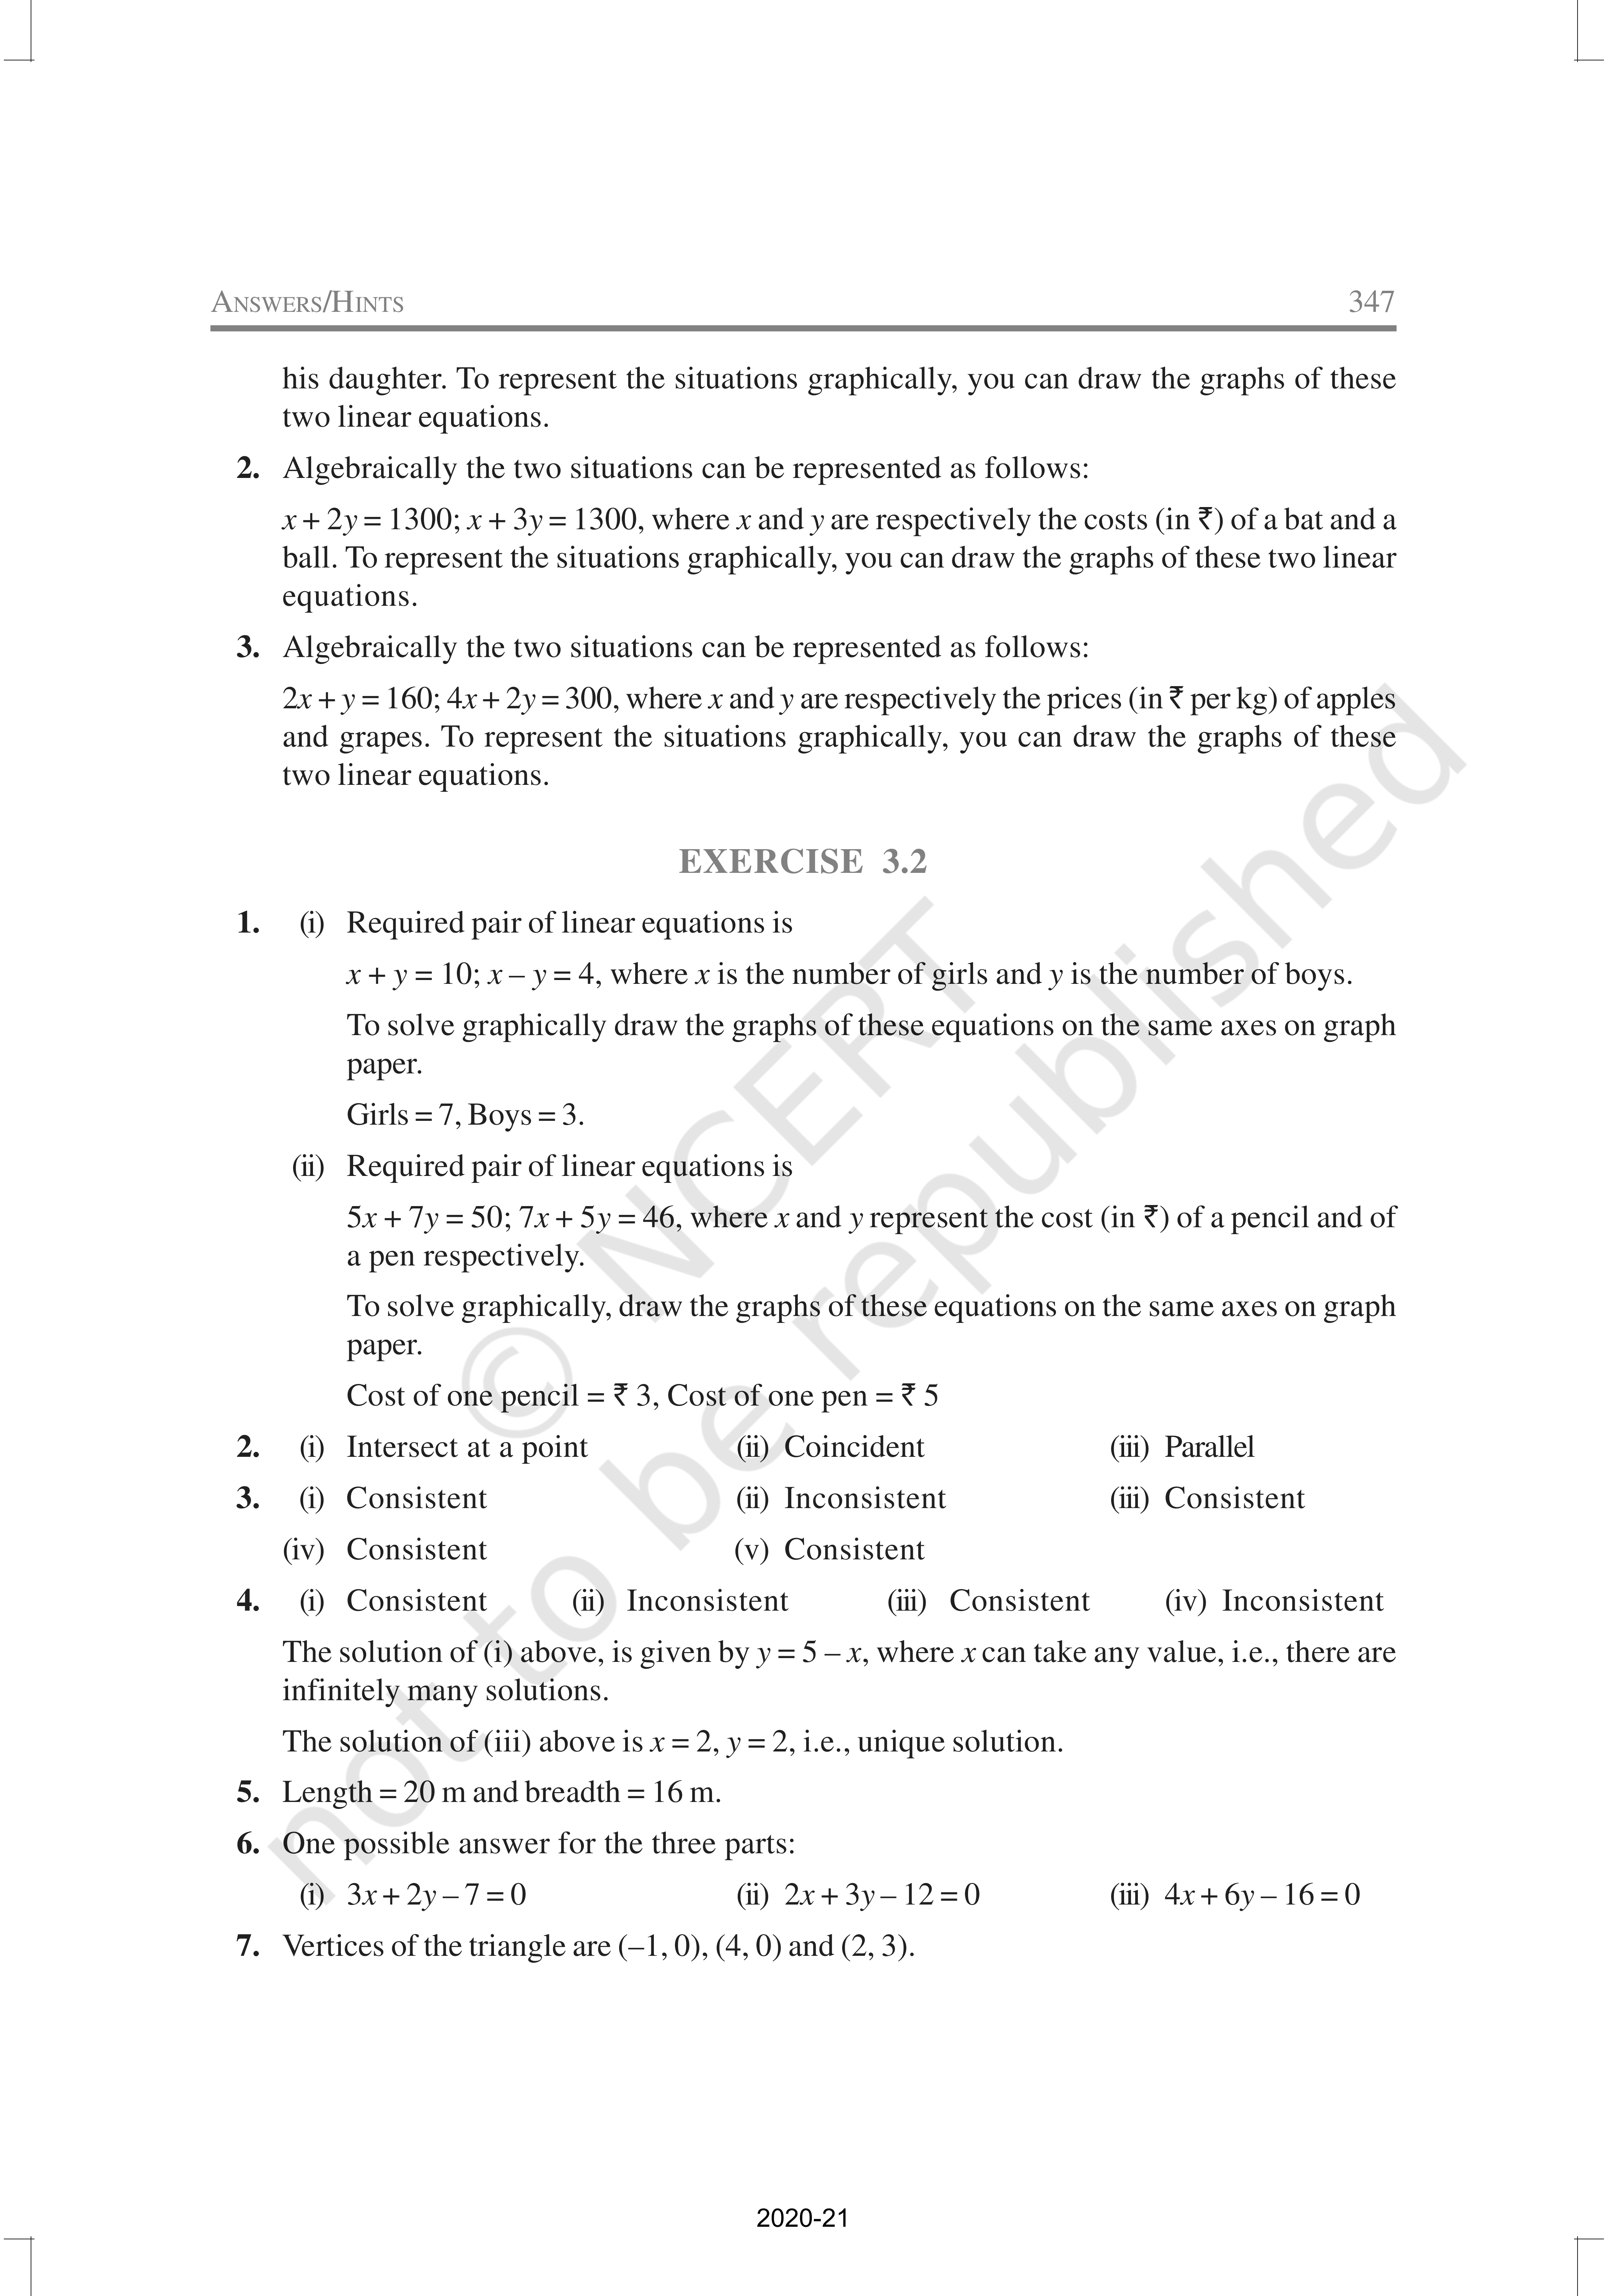 ANSWERS/HINTS 347
his daughter. To represent the situations graphically, you can draw the graphs of these
two linear equations.
2. Algebraically the two situations can be represented as follows:
x + 2y = 1300; x + 3y = 1300, where x and y are respectively the costs (in ₹) of a bat and a
ball. To represent the situations graphically, you can draw the graphs of these two linear
equations.
3. Algebraically the two situations can be represented as follows:
2x + y = 160; 4x + 2y = 300, where x and y are respectively the prices (in ₹ per kg) of apples
and grapes. To represent the situations graphically, you can draw the graphs of these
two linear equations.
EXERCISE 3.2
1. (i) Required pair of linear equations is
x + y = 10; x – y = 4, where x is the number of girls and y is the number of boys.
To solve graphically draw the graphs of these equations on the same axes on graph
paper.
Girls = 7, Boys = 3.
(ii) Required pair of linear equations is
5x + 7y = 50; 7x + 5y = 46, where x and y represent the cost (in ₹) of a pencil and of
a pen respectively.
To solve graphically, draw the graphs of these equations on the same axes on graph
paper.
Cost of one pencil = ₹ 3, Cost of one pen = ₹ 5
2. (i) Intersect at a point (ii) Coincident (iii) Parallel
3. (i) Consistent (ii) Inconsistent (iii) Consistent
(iv) Consistent (v) Consistent
4. (i) Consistent (ii) Inconsistent (iii) Consistent (iv) Inconsistent
The solution of (i) above, is given by y = 5 – x, where x can take any value, i.e., there are
infinitely many solutions.
The solution of (iii) above is x = 2, y = 2, i.e., unique solution.
5. Length = 20 m and breadth = 16 m.
6. One possible answer for the three parts:
(i) 3x + 2y – 7 = 0 (ii) 2x + 3y – 12 = 0 (iii) 4x + 6y – 16 = 0
7. Vertices of the triangle are (–1, 0), (4, 0) and (2, 3).
© NCERT
not to be republished
2020-21